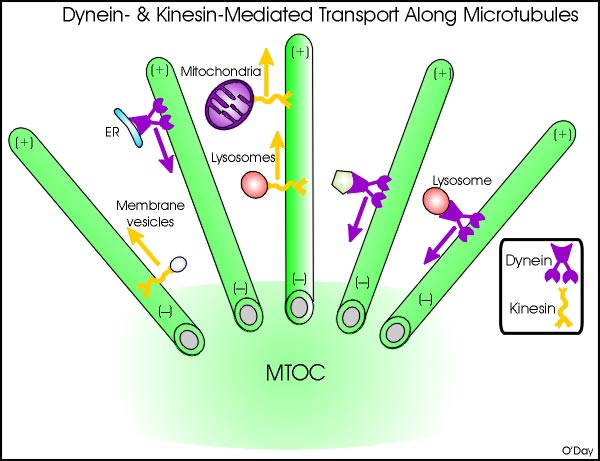 Dynein- & Kinesin-Mediated Transport Along Microtubules
(+)
(+)
(+)
(+)
(+)
Mitochondria
ER
Lysosomes
Lysosome
Membrane
vesicles
Dynein
Kinesin
(–)
(–)
(–)
(–)
(–)
MTOC
O'Day